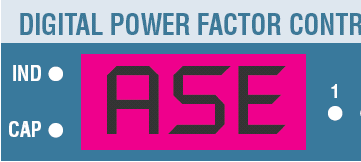 DIGITAL POWER FACTOR CONTR
IND
ASE
1
CAP